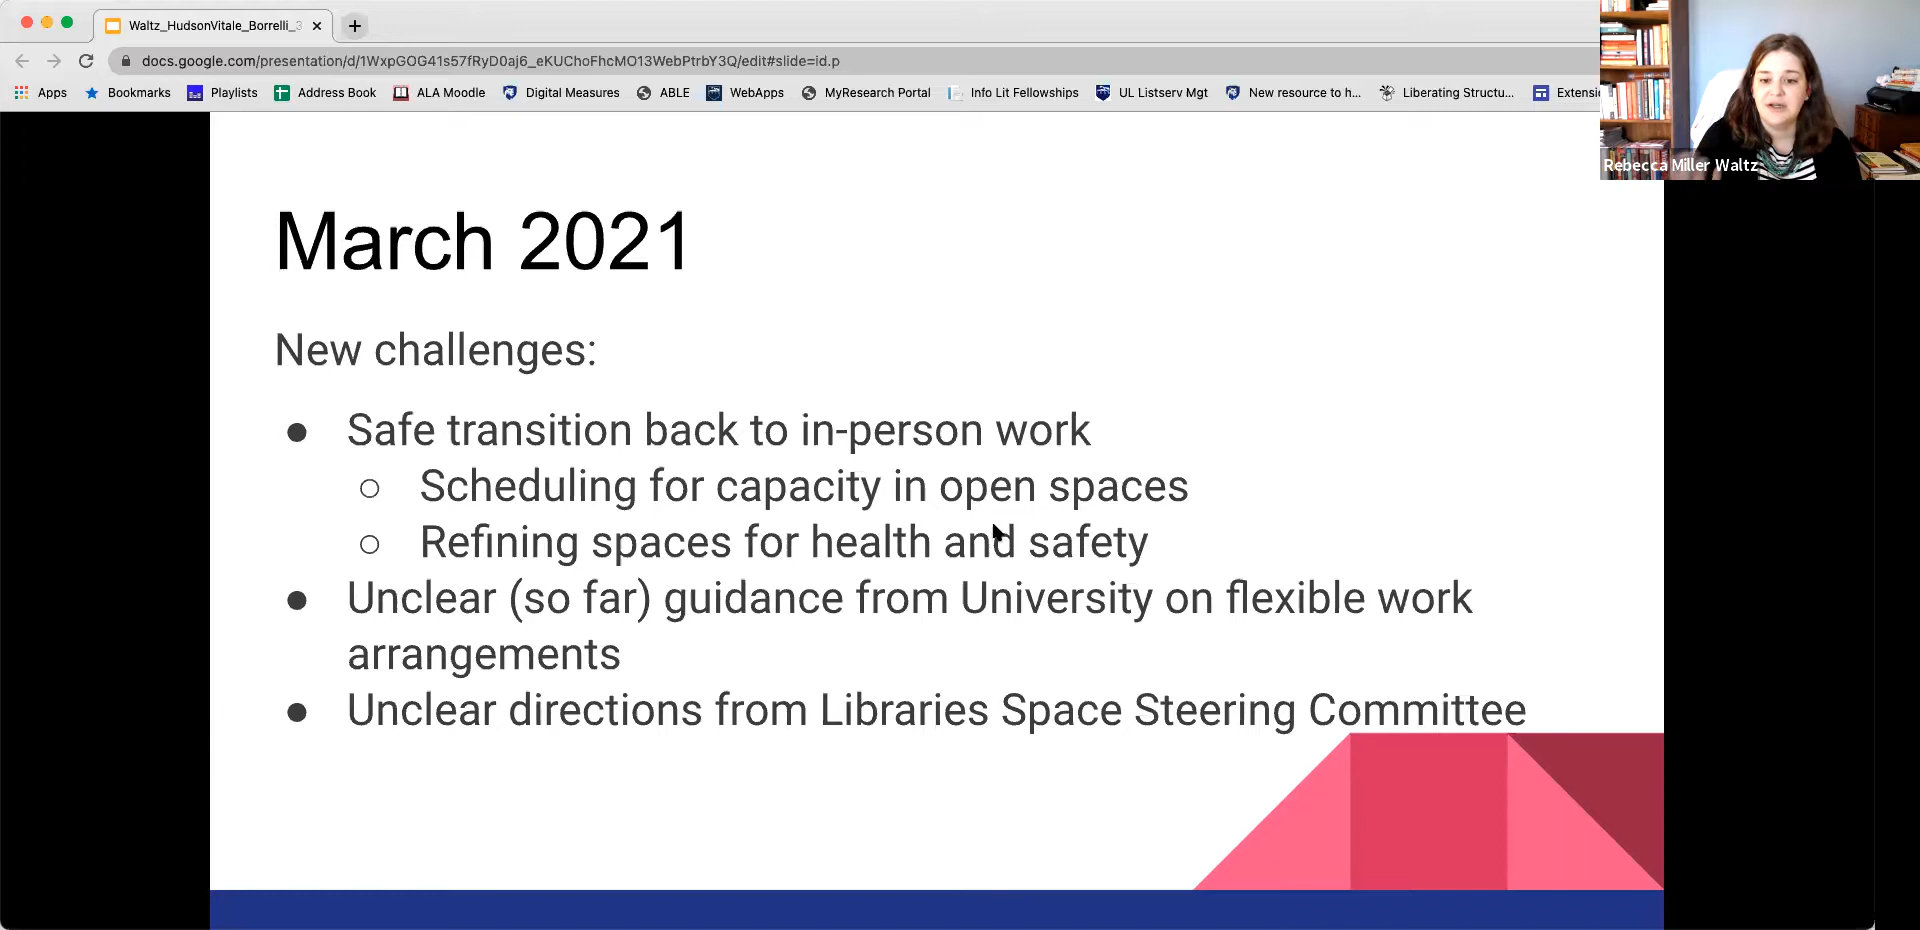 Waltz_HudsonVitale_Borrelli_3
docs.google.com/presentation/d/1WxpGOG41s57fRyD0aj6_eKUChoFhcMO13WebPtrbY3Q/edit#slide=id.p
Apps Bookmarks Playlists Address Book ALA Moodle Digital Measures ABLE WebApps MyResearch Portal Info Lit Fellowships UL Listserv Mgt New resource to h... Liberating Structu... Extensi
Rebecca Miller Waltz
March 2021
New challenges:
● Safe transition back to in-person work
○ Scheduling for capacity in open spaces
○ Refining spaces for health and safety
● Unclear (so far) guidance from University on flexible work
arrangements
● Unclear directions from Libraries Space Steering Committee